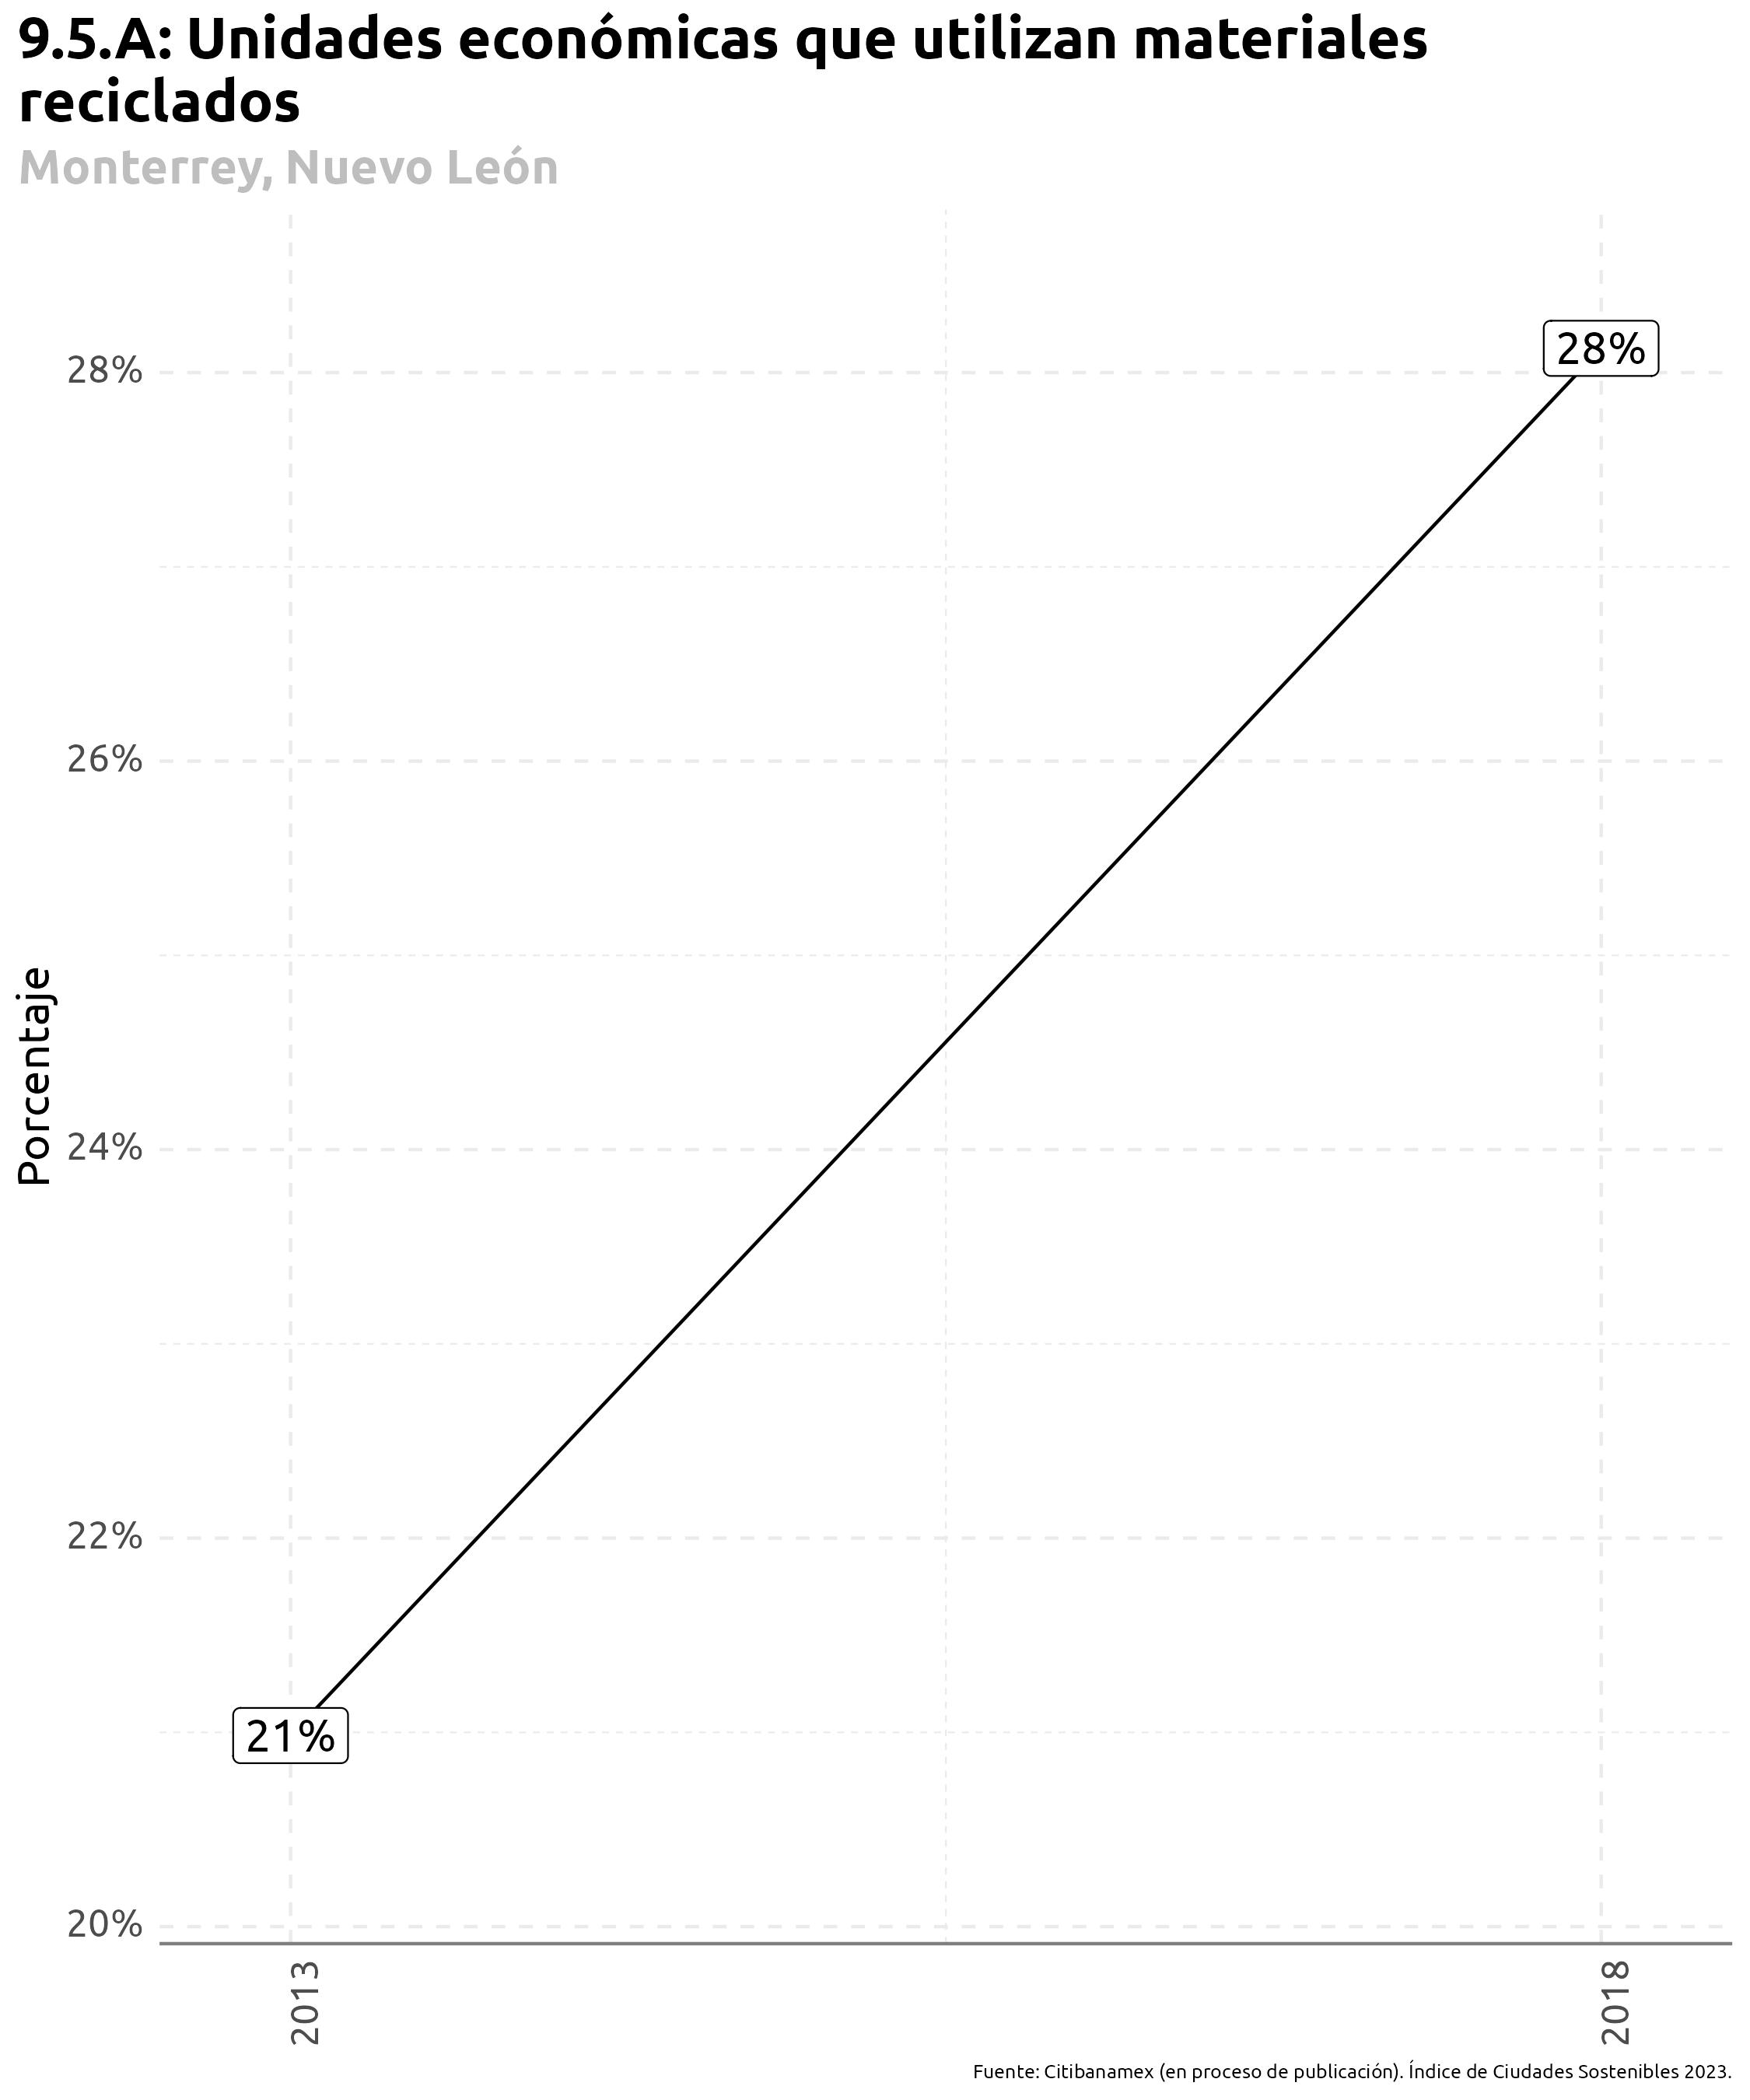 9.5.A: Unidades económicas que utilizan materiales
reciclados
Monterrey, Nuevo León
28%
28%
26%
Porcentaje
24%
22%
21%
20%
2013
2018
Fuente: Citibanamex (en proceso de publicación). Índice de Ciudades Sostenibles 2023.